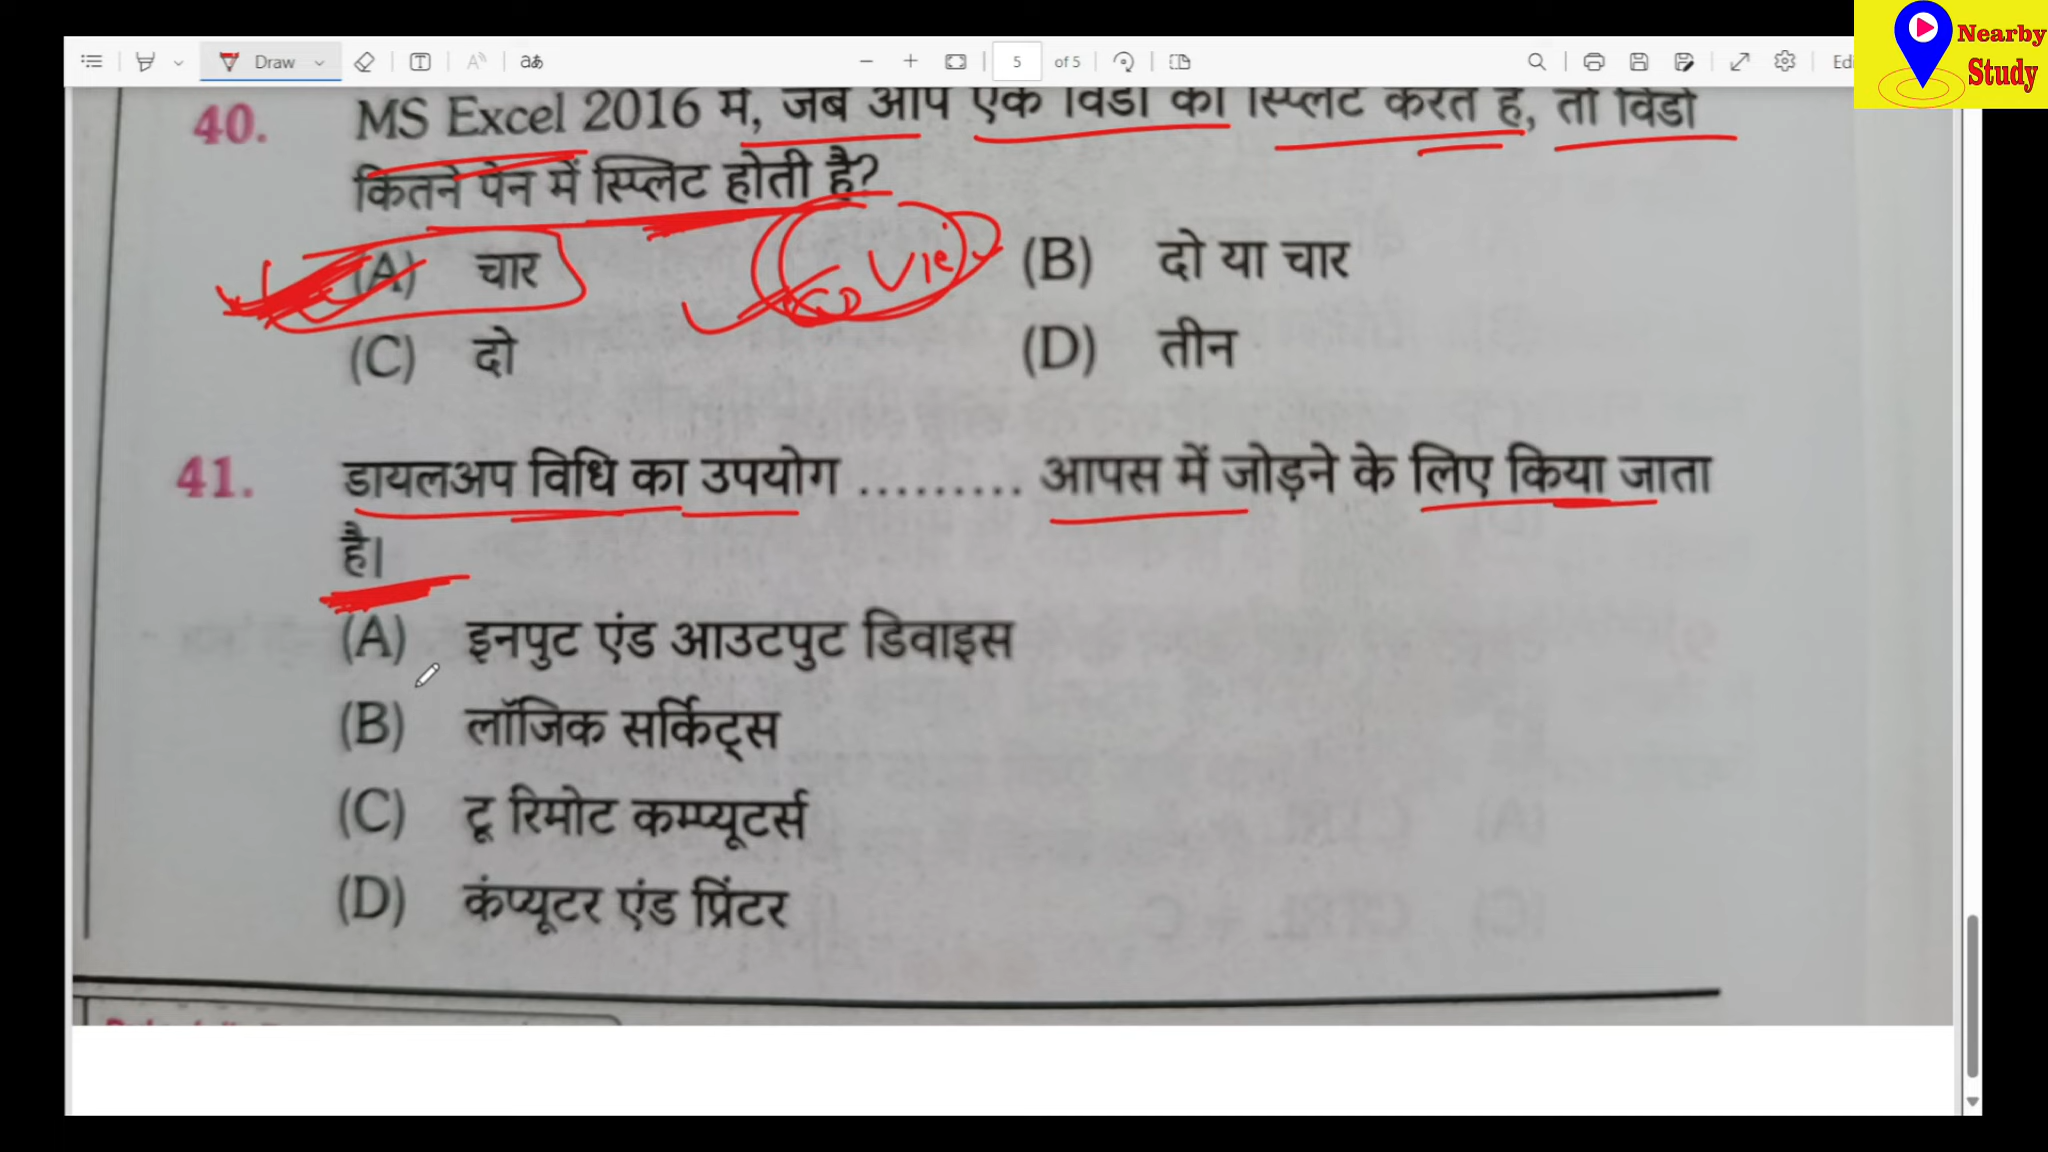 Draw
5 of 5
Nearby
Study
40. MS Excel 2016 में, जब आप एक विंडो को स्प्लिट करते हैं, तो विंडो
कितने पेन में स्प्लिट होती है?
View
(A) चार (B) दो या चार
(C) दो (D) तीन
41. डायलअप विधि का उपयोग ......... आपस में जोड़ने के लिए किया जाता
है।
(A) इनपुट एंड आउटपुट डिवाइस
(B) लॉजिक सर्किट्स
(C) टू रिमोट कम्प्यूटर्स
(D) कंप्यूटर एंड प्रिंटर